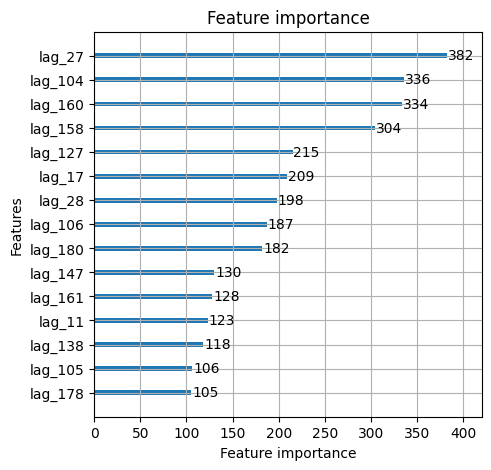 Feature importance
lag_27 382
lag_104 336
lag_160 334
lag_158 304
lag_127 215
lag_17 209
lag_28 198
lag_106 187
lag_180 182
lag_147 130
lag_161 128
lag_11 123
lag_138 118
lag_105 106
lag_178 105
Features
0 50 100 150 200 250 300 350 400
Feature importance